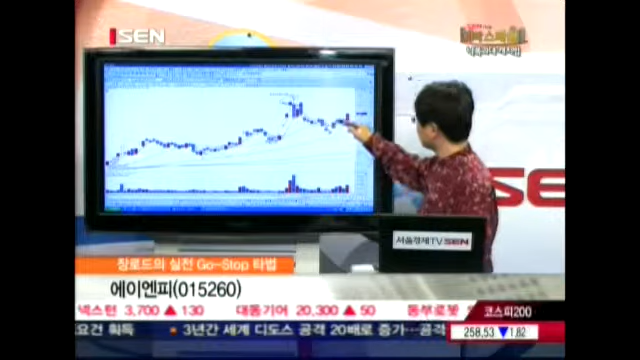 SEN
SEN
서울경제TV SEN
장로드의 실전 Go-Stop 타법
에이엔피(015260)
넥스턴 3,700 ▲ 130 대동기어 20,300 ▲ 50 동부로봇
코스피200
요건 획득 3년간 세계 디도스 공격 20배로 증가…공격
258.53 ▼ 1.82